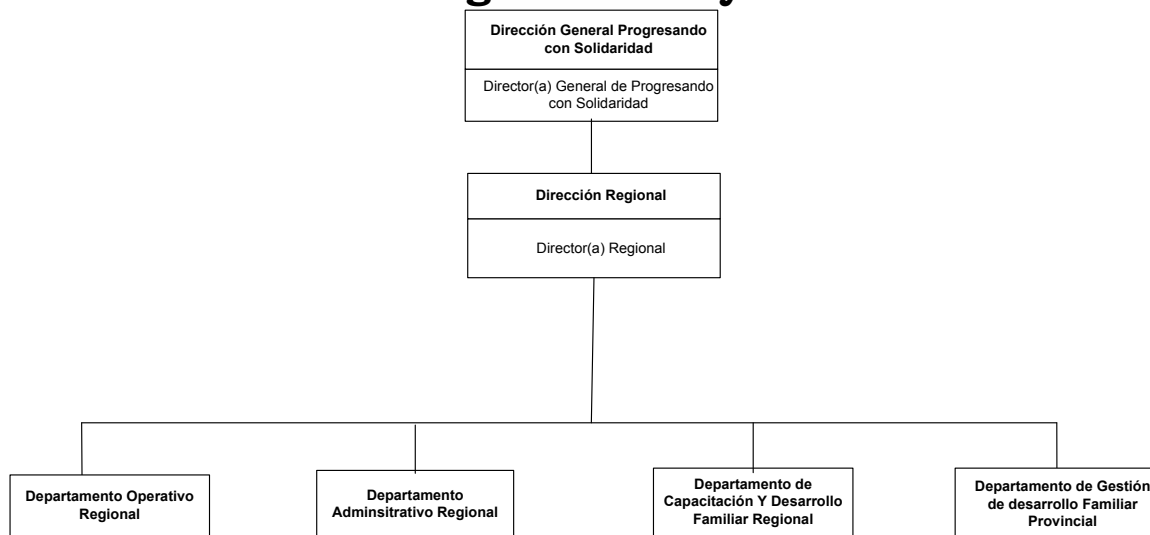 Dirección General Progresando
con Solidaridad
Director(a) General de Progresando
con Solidaridad
Dirección Regional
Director(a) Regional
Departamento Operativo
Regional
Departamento
Adminsitrativo Regional
Departamento de
Capacitación Y Desarrollo
Familiar Regional
Departamento de Gestión
de desarrollo Familiar
Provincial